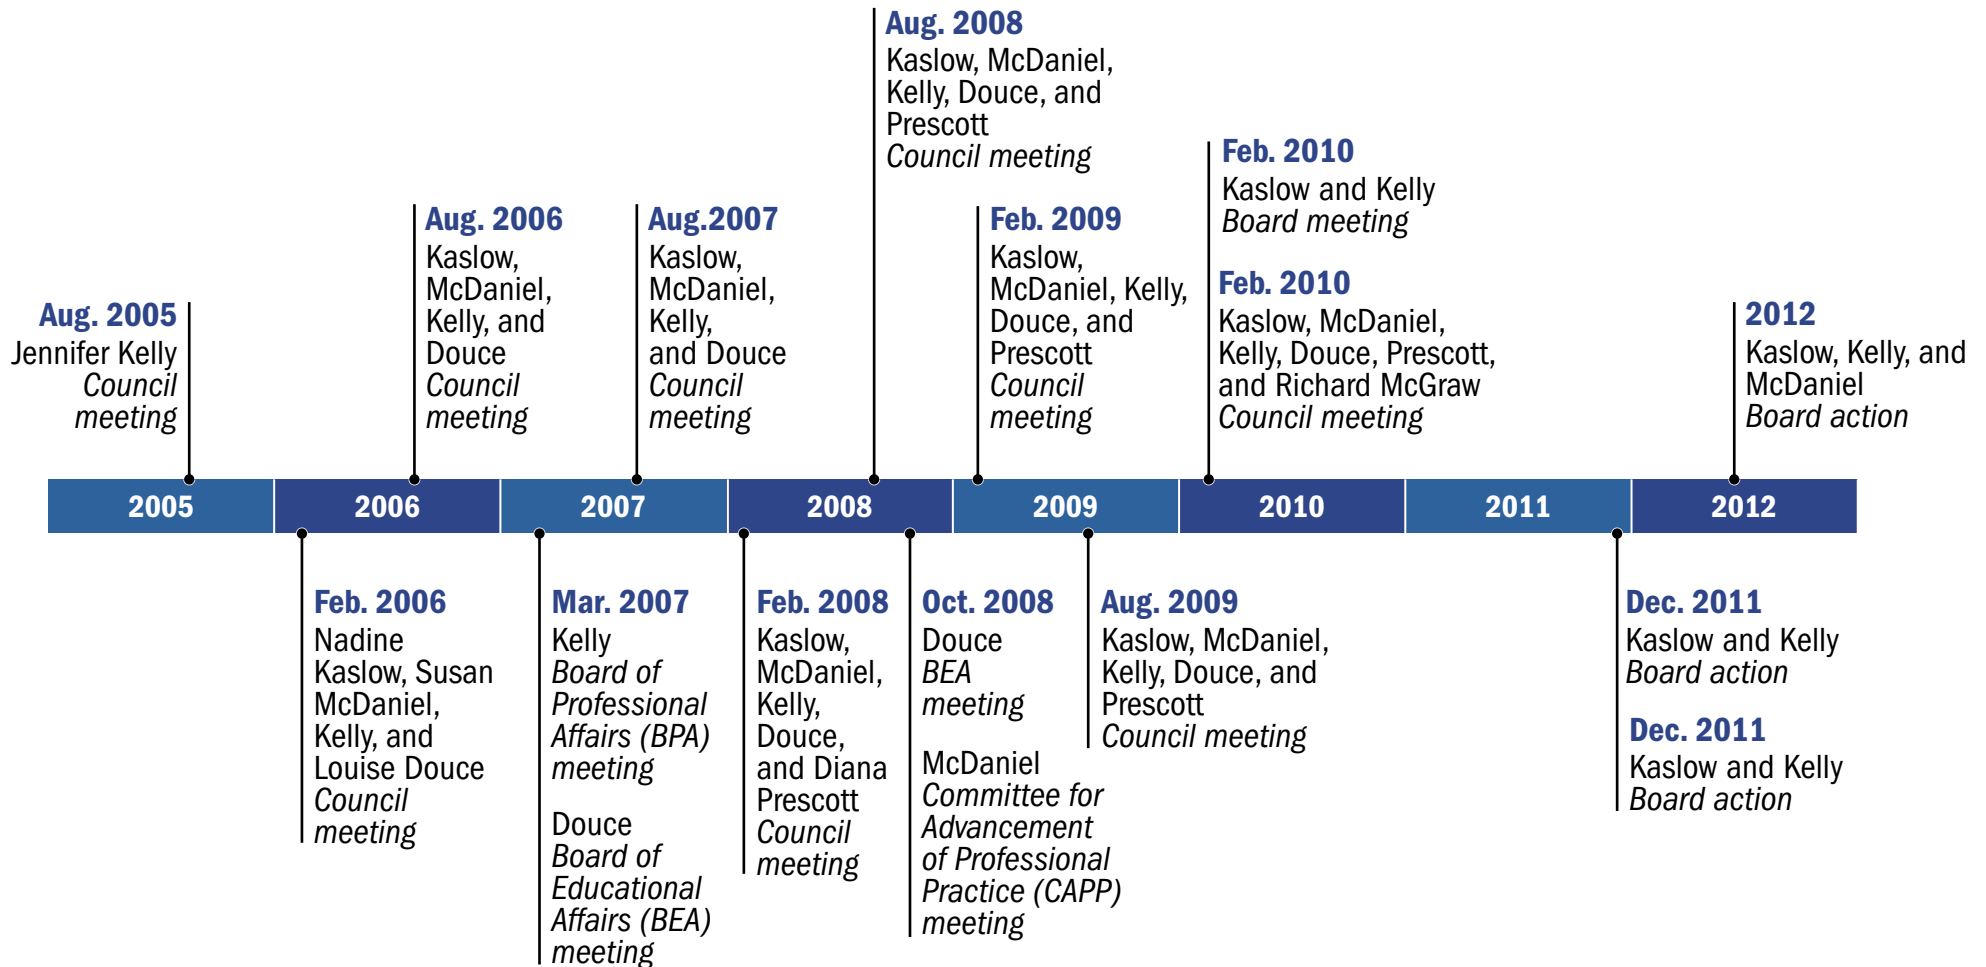 Aug. 2008
Kaslow, McDaniel,
Kelly, Douce, and
Prescott
Council meeting
Feb. 2010
Kaslow and Kelly
Board meeting
Aug. 2006
Kaslow,
McDaniel,
Kelly, and
Douce
Council
meeting
Aug.2007
Kaslow,
McDaniel,
Kelly,
and Douce
Council
meeting
Feb. 2009
Kaslow,
McDaniel, Kelly,
Douce, and
Prescott
Council
meeting
Feb. 2010
Kaslow, McDaniel,
Kelly, Douce, Prescott,
and Richard McGraw
Council meeting
Aug. 2005
Jennifer Kelly
Council
meeting
2012
Kaslow, Kelly, and
McDaniel
Board action
2005
2006
2007
2008
2009
2010
2011
2012
Feb. 2006
Nadine
Kaslow, Susan
McDaniel,
Kelly, and
Louise Douce
Council
meeting
Mar. 2007
Kelly
Board of
Professional
Affairs (BPA)
meeting
Douce
Board of
Educational
Affairs (BEA)
meeting
Feb. 2008
Kaslow,
McDaniel,
Kelly,
Douce,
and Diana
Prescott
Council
meeting
Oct. 2008
Douce
BEA
meeting
McDaniel
Committee for
Advancement
of Professional
Practice (CAPP)
meeting
Aug. 2009
Kaslow, McDaniel,
Kelly, Douce, and
Prescott
Council meeting
Dec. 2011
Kaslow and Kelly
Board action
Dec. 2011
Kaslow and Kelly
Board action